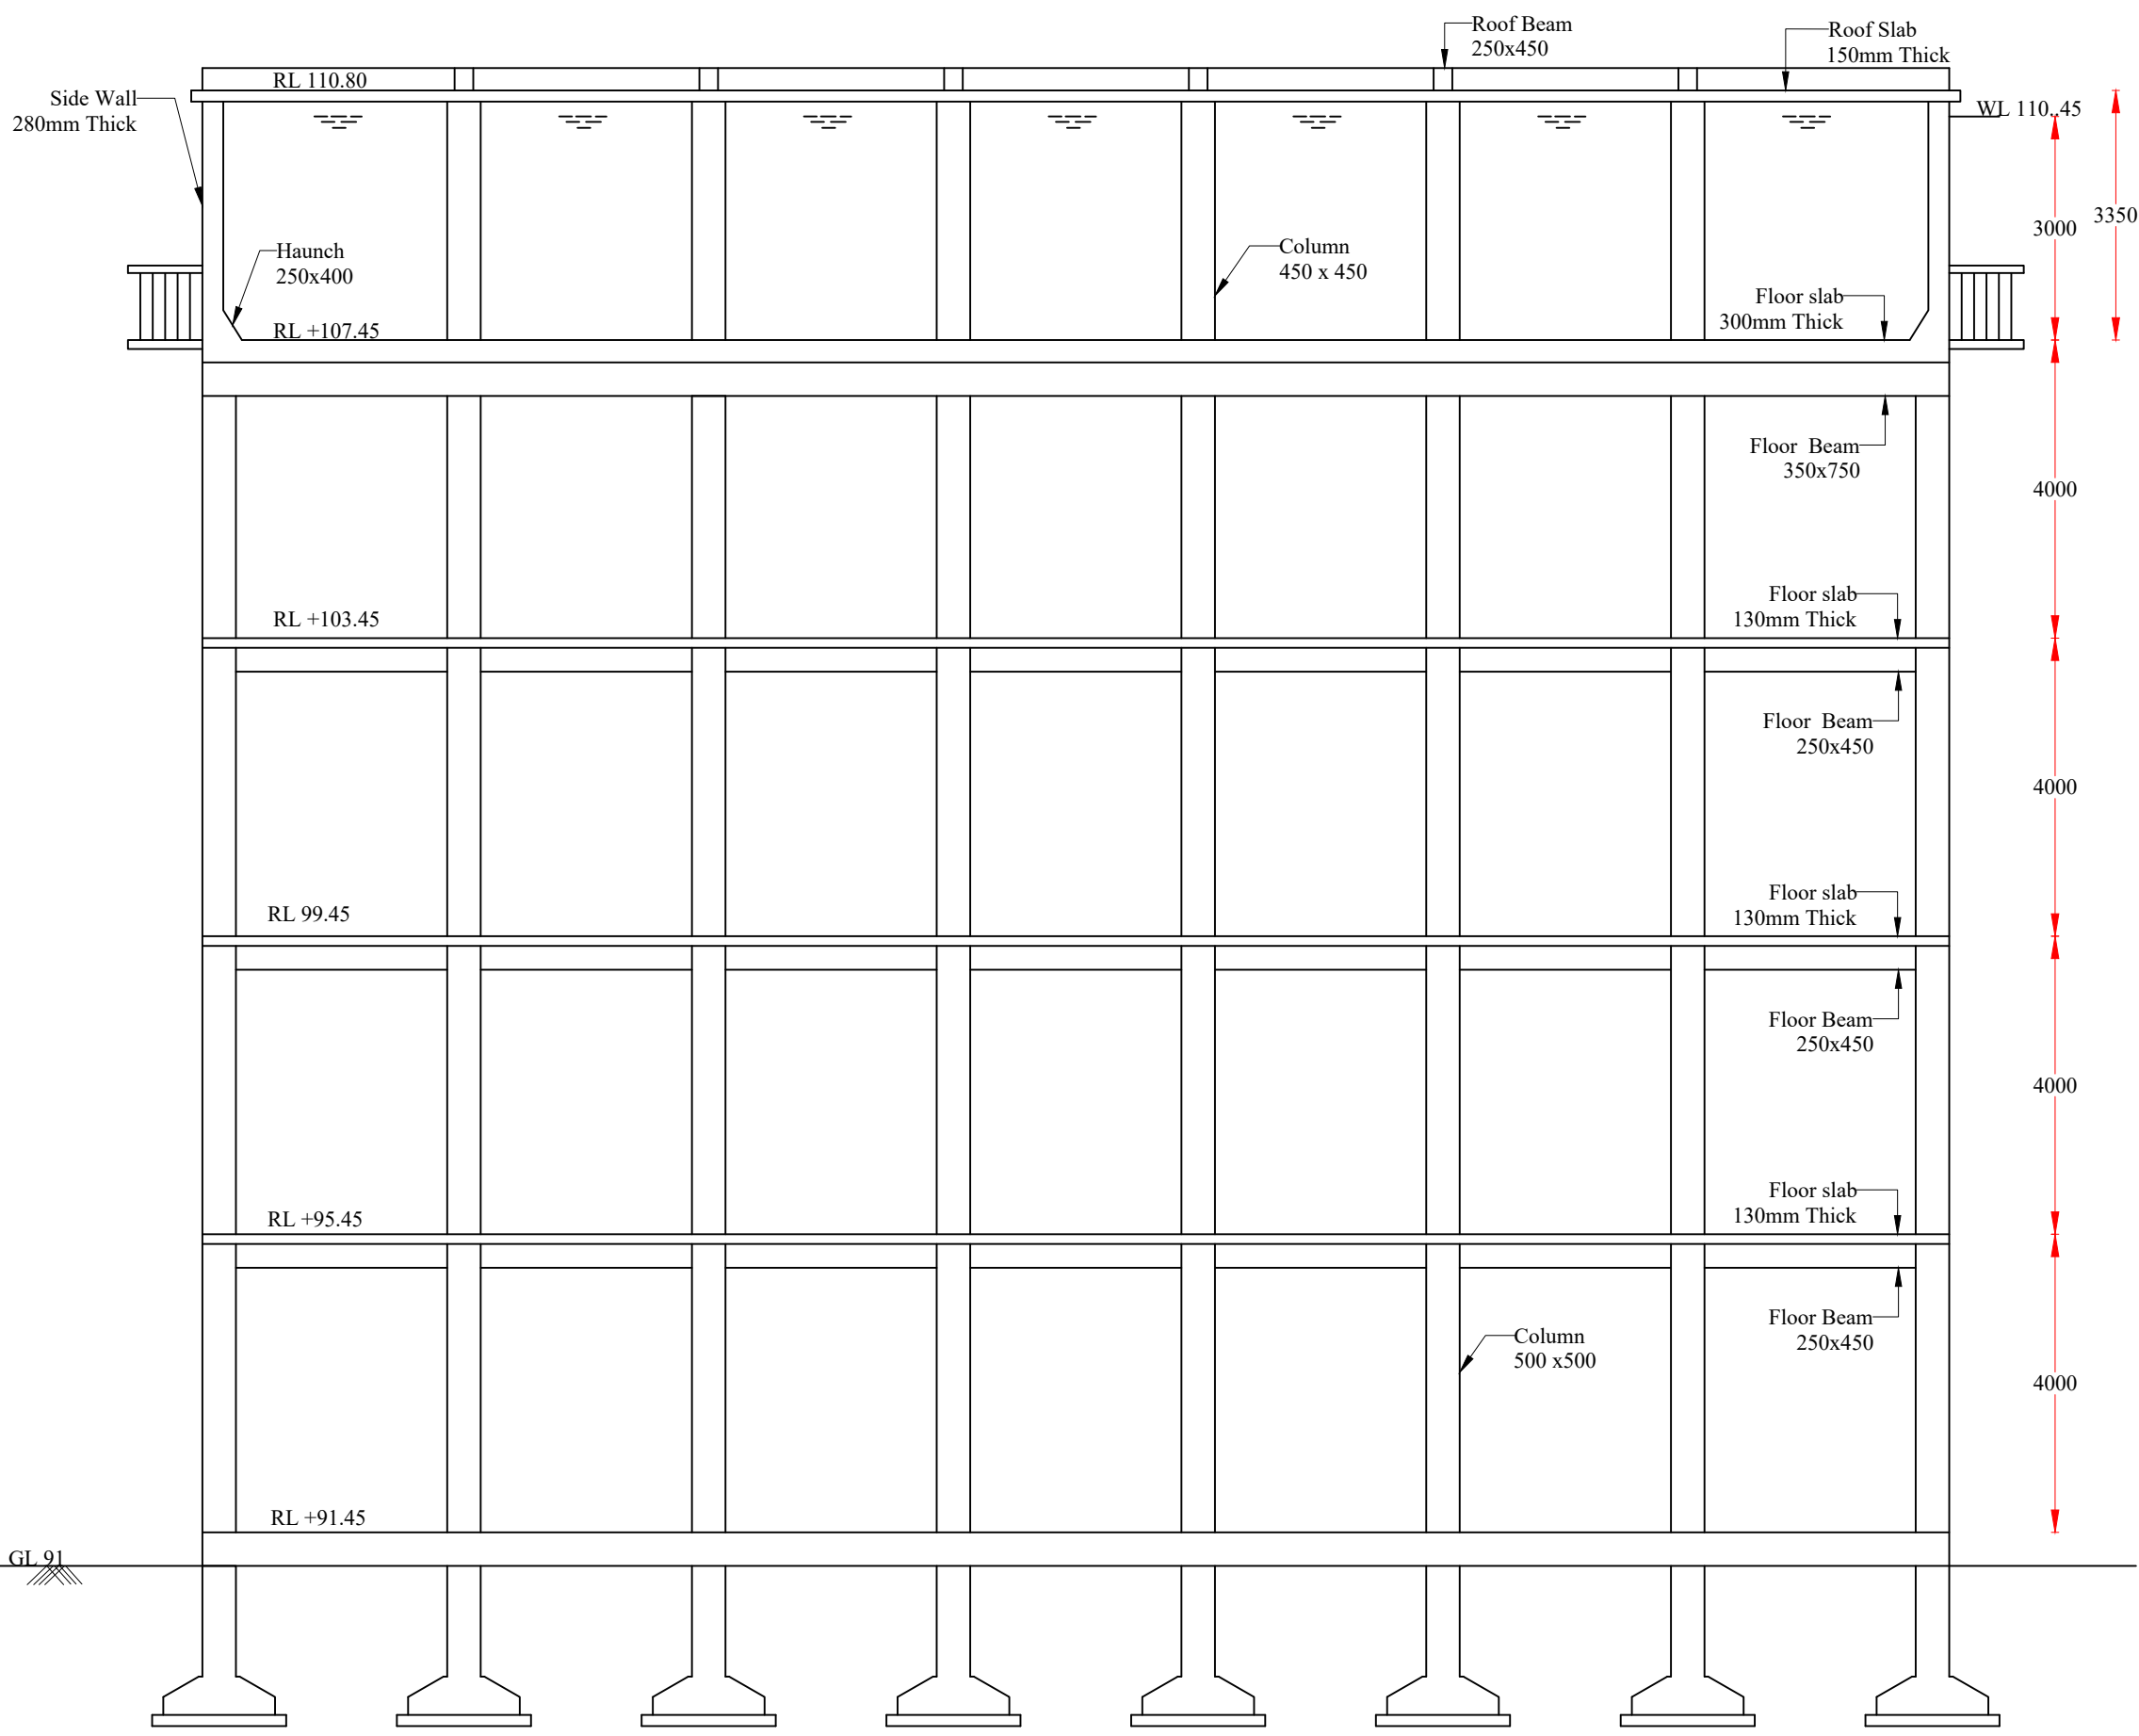 Roof Beam
250x450
Roof Slab
150mm Thick
RL 110.80
Side Wall
280mm Thick
WL 110..45
3350
3000
Haunch
250x400
Column
450 x 450
Floor slab
300mm Thick
RL +107.45
Floor  Beam
350x750
4000
Floor slab
130mm Thick
RL +103.45
Floor  Beam
250x450
4000
Floor slab
130mm Thick
RL 99.45
Floor Beam
250x450
4000
Floor slab
130mm Thick
RL +95.45
Floor Beam
250x450
Column
500 x500
4000
RL +91.45
GL 91